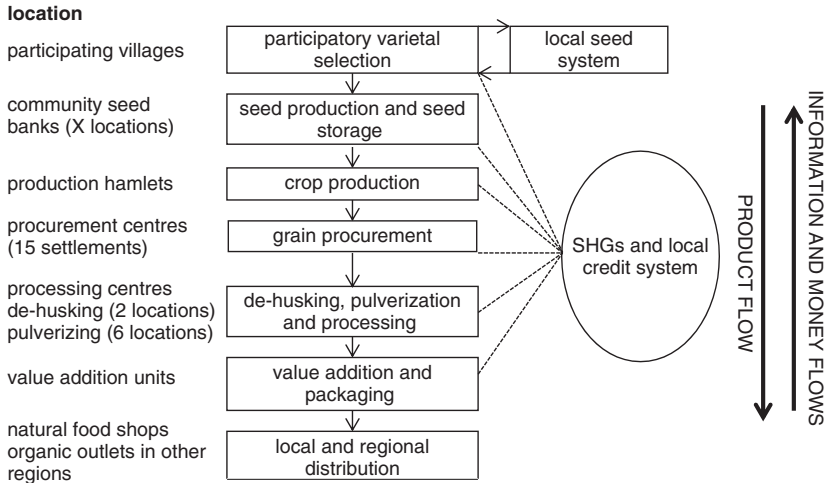 location
participating villages
participatory varietal
selection
local seed
system
community seed
banks (X locations)
seed production and seed
storage
production hamlets
crop production
procurement centres
(15 settlements)
grain procurement
SHGs and local
credit system
processing centres
de-husking (2 locations)
pulverizing (6 locations)
de-husking, pulverization
and processing
value addition units
value addition and
packaging
natural food shops
organic outlets in other
regions
local and regional
distribution
PRODUCT FLOW
INFORMATION AND MONEY FLOWS